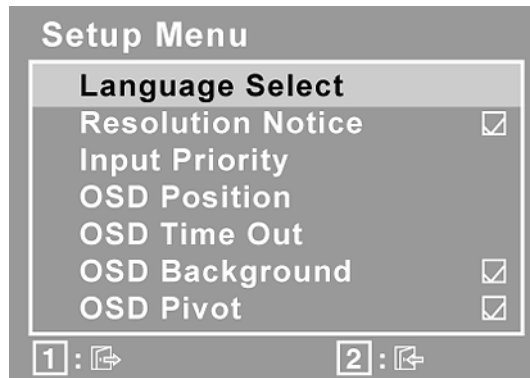 Setup Menu
Language Select
Resolution Notice
Input Priority
OSD Position
OSD Time Out
OSD Background
OSD Pivot
1 : 2 :